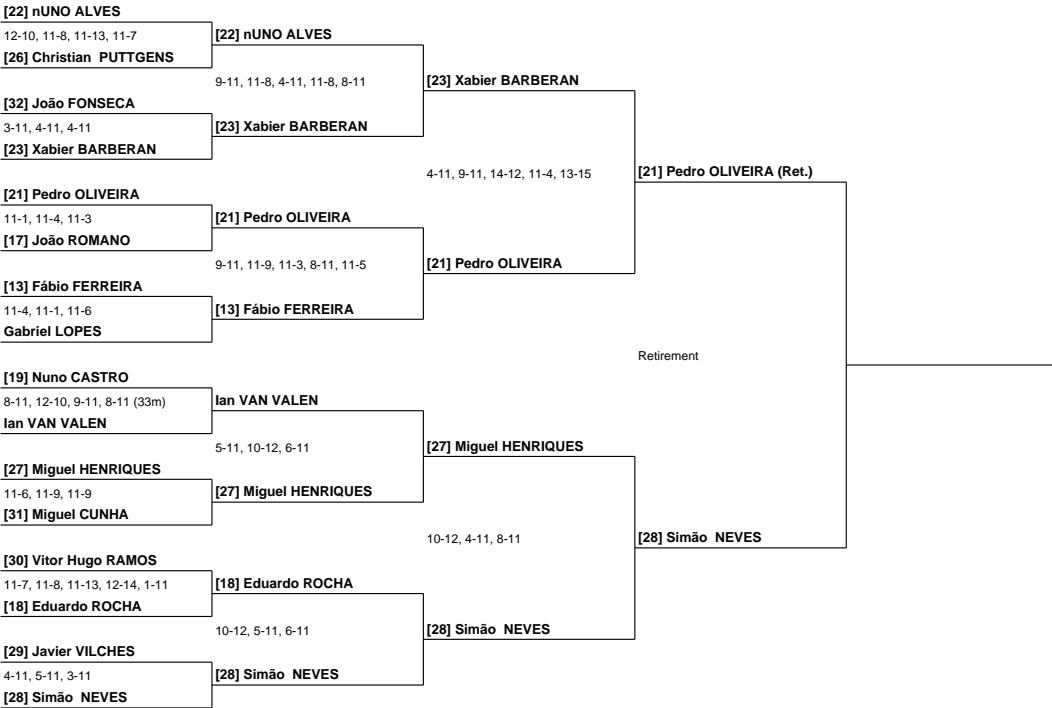 [22] nUNO ALVES
12-10, 11-8, 11-13, 11-7
[26] Christian PUTTGENS
[22] nUNO ALVES
9-11, 11-8, 4-11, 11-8, 8-11
[32] João FONSECA
3-11, 4-11, 4-11
[23] Xabier BARBERAN
[23] Xabier BARBERAN
[23] Xabier BARBERAN
4-11, 9-11, 14-12, 11-4, 13-15
[21] Pedro OLIVEIRA
11-1, 11-4, 11-3
[17] João ROMANO
[21] Pedro OLIVEIRA
9-11, 11-9, 11-3, 8-11, 11-5
[13] Fábio FERREIRA
11-4, 11-1, 11-6
Gabriel LOPES
[13] Fábio FERREIRA
[21] Pedro OLIVEIRA
[21] Pedro OLIVEIRA (Ret.)
Retirement
[19] Nuno CASTRO
8-11, 12-10, 9-11, 8-11 (33m)
Ian VAN VALEN
Ian VAN VALEN
5-11, 10-12, 6-11
[27] Miguel HENRIQUES
11-6, 11-9, 11-9
[31] Miguel CUNHA
[27] Miguel HENRIQUES
[27] Miguel HENRIQUES
10-12, 4-11, 8-11
[30] Vitor Hugo RAMOS
11-7, 11-8, 11-13, 12-14, 1-11
[18] Eduardo ROCHA
[18] Eduardo ROCHA
10-12, 5-11, 6-11
[29] Javier VILCHES
4-11, 5-11, 3-11
[28] Simão NEVES
[28] Simão NEVES
[28] Simão NEVES
[28] Simão NEVES